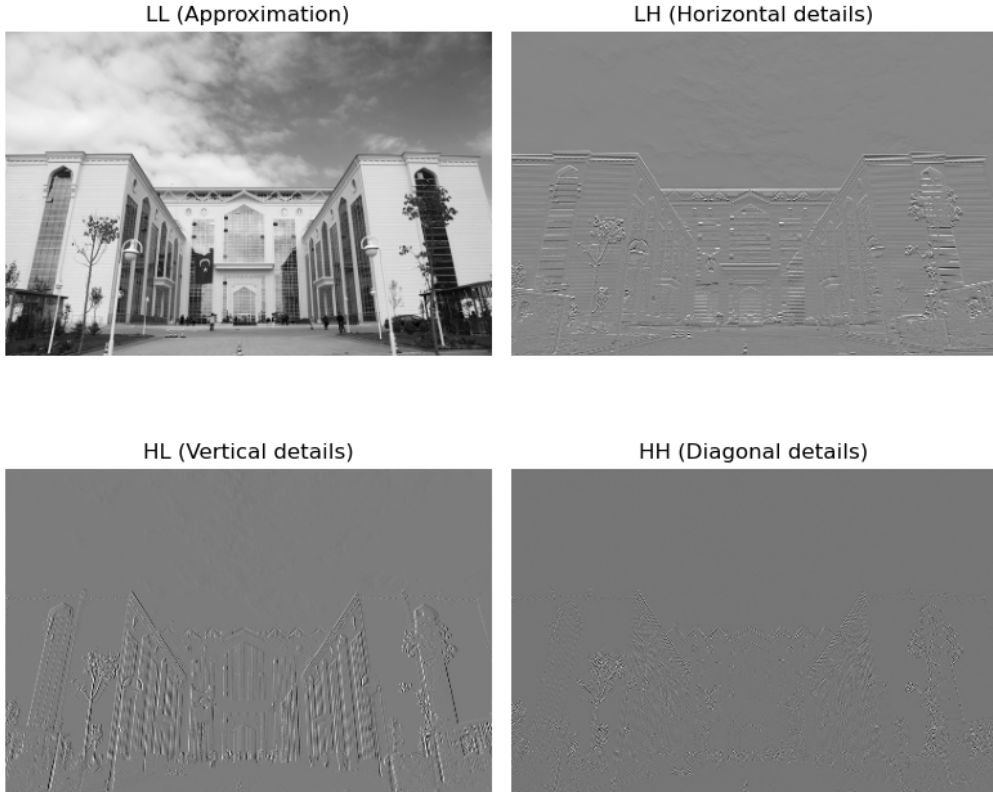 LL (Approximation)
LH (Horizontal details)
HL (Vertical details)
HH (Diagonal details)